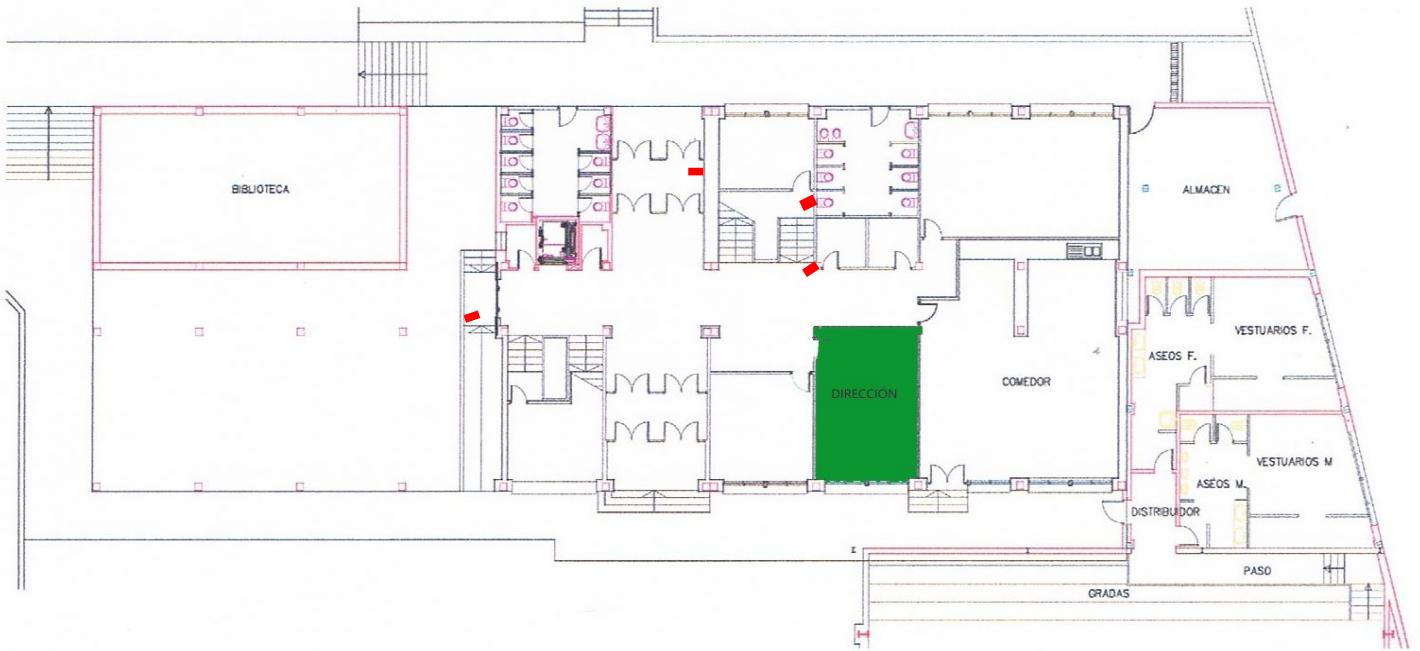 BIBLIOTECA
ALMACEN
VESTUARIOS F.
ASEOS F.
COMEDOR
DIRECCIÓN
VESTUARIOS M
ASEOS M.
DISTRIBUIDOR
PASO
GRADAS